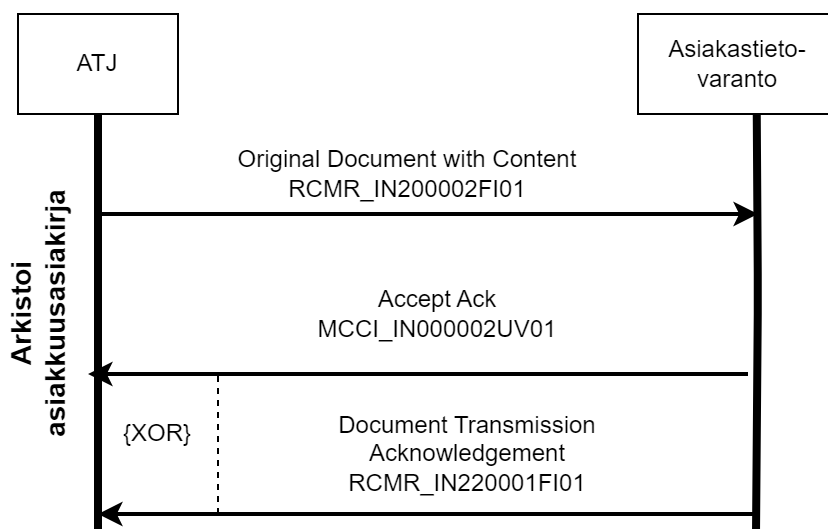 ATJ
Asiakastieto-
varanto
Original Document with Content
RCMR_IN200002FI01
Arkistoi
asiakkuusasiakirja
Accept Ack
MCCI_IN000002UV01
{XOR}
Document Transmission
Acknowledgement
RCMR_IN220001FI01